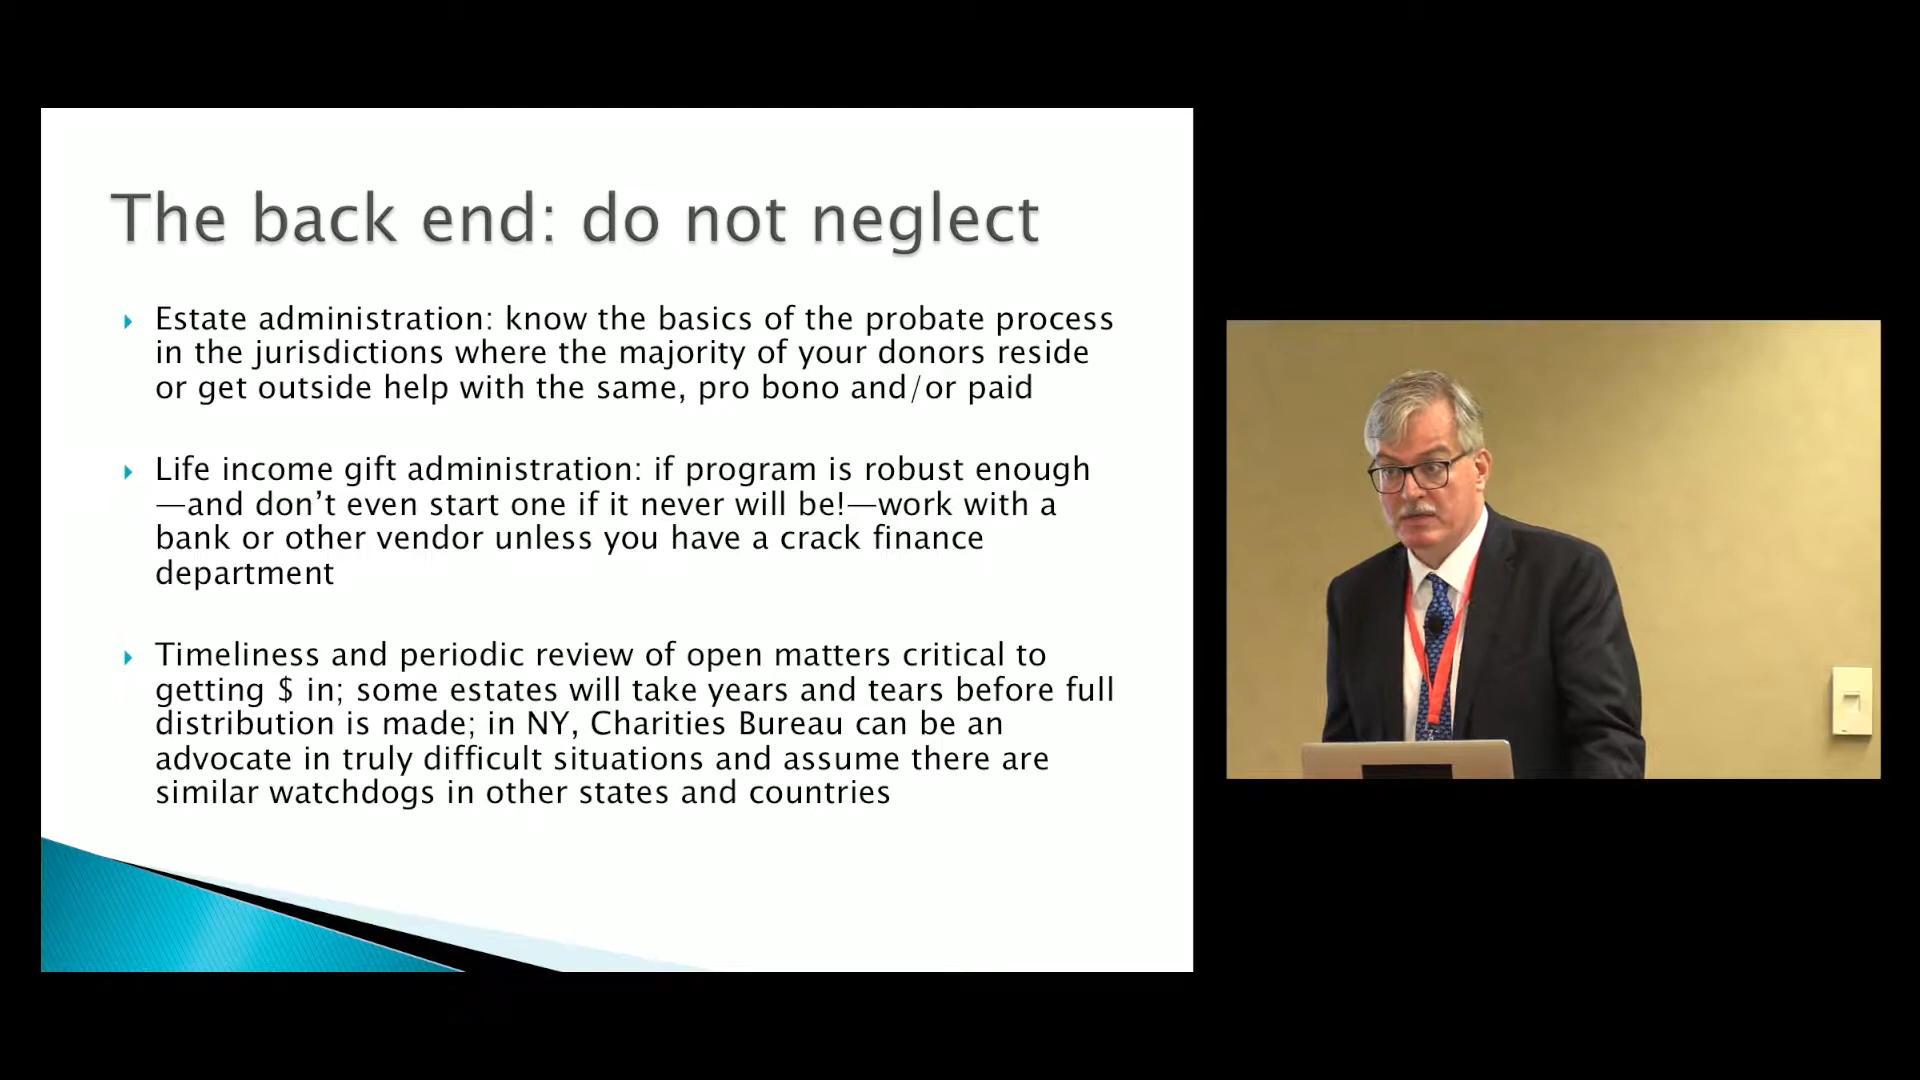 The back end: do not neglect
Estate administration: know the basics of the probate process
in the jurisdictions where the majority of your donors reside
or get outside help with the same, pro bono and/or paid
Life income gift administration: if program is robust enough
—and don’t even start one if it never will be!—work with a
bank or other vendor unless you have a crack finance
department
Timeliness and periodic review of open matters critical to
getting $ in; some estates will take years and tears before full
distribution is made; in NY, Charities Bureau can be an
advocate in truly difficult situations and assume there are
similar watchdogs in other states and countries